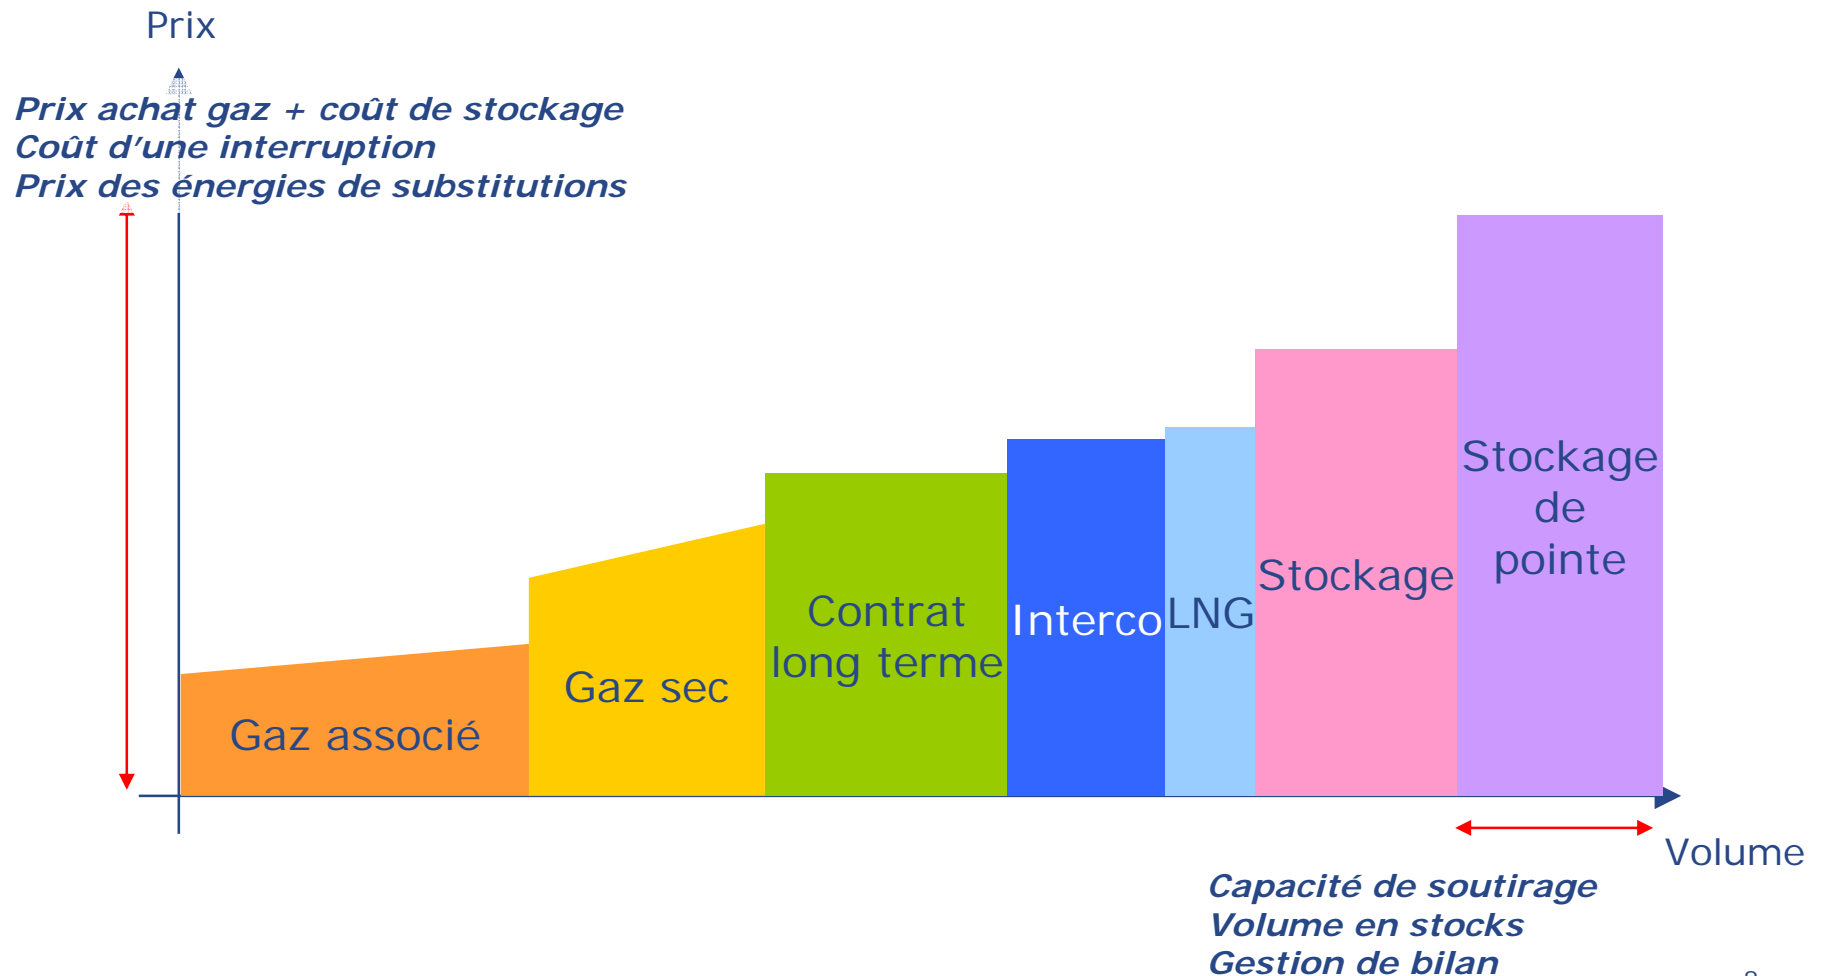 Prix
Prix achat gaz + coût de stockage
Coût d’une interruption
Prix des énergies de substitutions
Gaz associé
Gaz sec
Contrat
long terme
Interco
LNG
Stockage
Stockage
de
pointe
Volume
Capacité de soutirage
Volume en stocks
Gestion de bilan